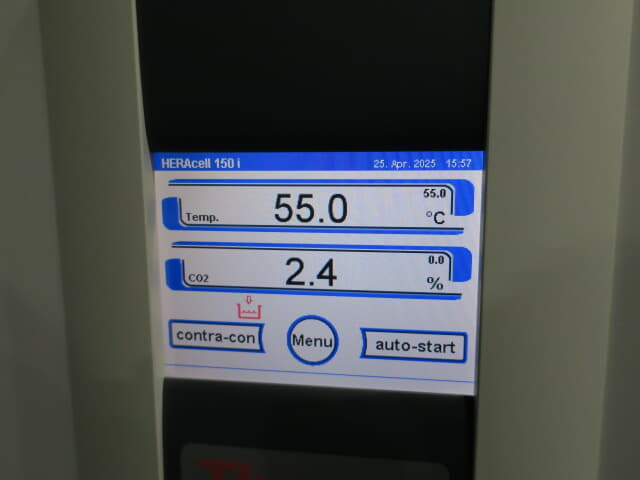 HERAcell 150 i 25. Apr. 2025 15:57
55.0
Temp. 55.0 °C
0.0
CO2 2.4 %
contra-con Menu auto-start